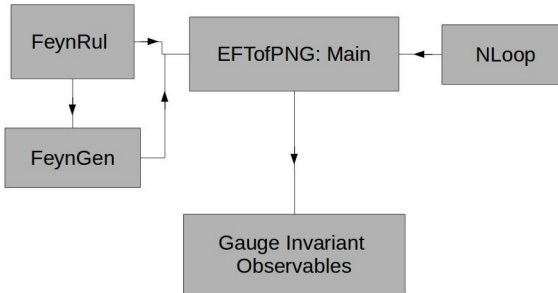 FeynRul
EFTofPNG: Main
NLoop
FeynGen
Gauge Invariant
Observables